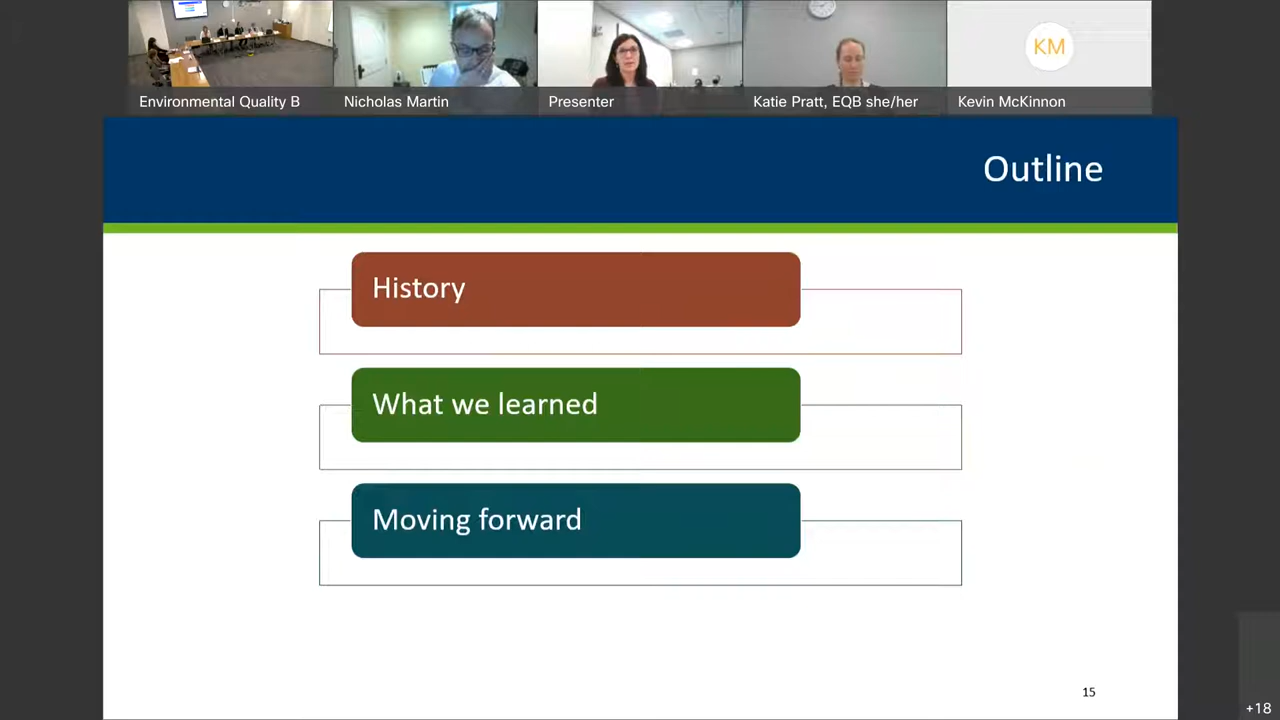 Environmental Quality B
Nicholas Martin
Presenter
Katie Pratt, EQB she/her
KM
Kevin McKinnon
Outline
History
What we learned
Moving forward
15
+18